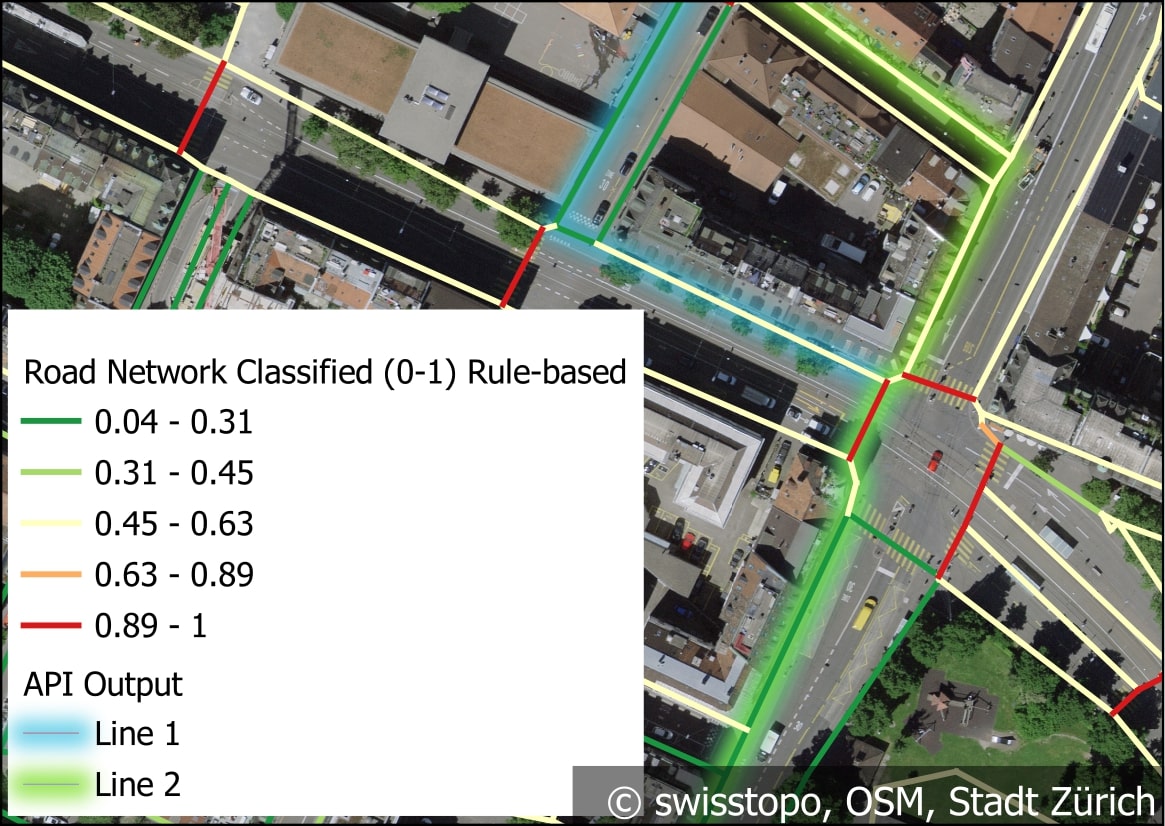 Road Network Classified (0-1) Rule-based
0.04 - 0.31
0.31 - 0.45
0.45 - 0.63
0.63 - 0.89
0.89 - 1
API Output
Line 1
Line 2
© swisstopo, OSM, Stadt Zürich